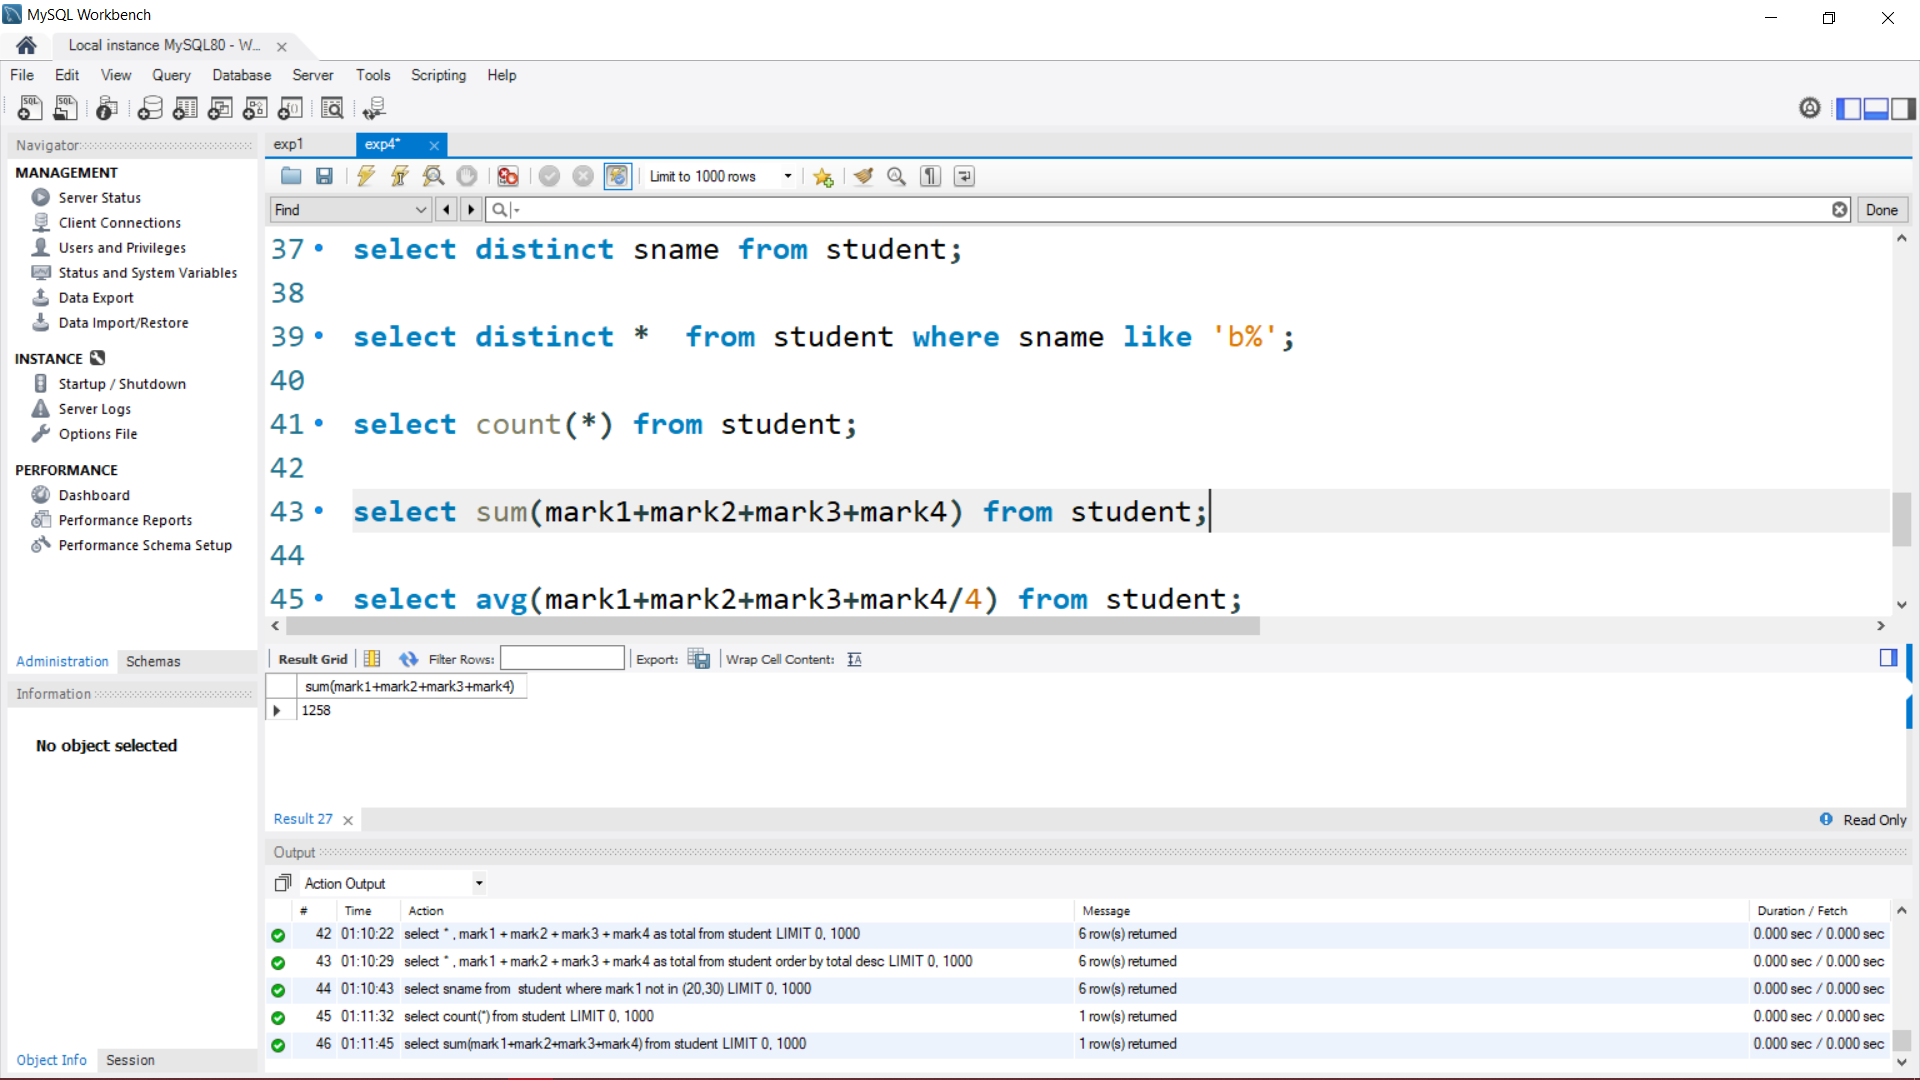 MySQL Workbench
Local instance MySQL80 - W...
File Edit View Query Database Server Tools Scripting Help
Navigator
MANAGEMENT
Server Status
Client Connections
Users and Privileges
Status and System Variables
Data Export
Data Import/Restore
INSTANCE
Startup / Shutdown
Server Logs
Options File
PERFORMANCE
Dashboard
Performance Reports
Performance Schema Setup
Administration Schemas
Information
No object selected
Object Info Session
exp1 exp4*
Limit to 1000 rows
Find Done
37 select distinct sname from student;
38
39 select distinct * from student where sname like 'b%';
40
41 select count(*) from student;
42
43 select sum(mark1+mark2+mark3+mark4) from student;
44
45 select avg(mark1+mark2+mark3+mark4/4) from student;
Result Grid Filter Rows: Export: Wrap Cell Content:
sum(mark1+mark2+mark3+mark4)
1258
Result 27 Read Only
Output
Action Output
# Time Action Message Duration / Fetch
42 01:10:22 select * , mark1 + mark2 + mark3 + mark4 as total from student LIMIT 0, 1000 6 row(s) returned 0.000 sec / 0.000 sec
43 01:10:29 select * , mark1 + mark2 + mark3 + mark4 as total from student order by total desc LIMIT 0, 1000 6 row(s) returned 0.000 sec / 0.000 sec
44 01:10:43 select sname from student where mark1 not in (20,30) LIMIT 0, 1000 6 row(s) returned 0.000 sec / 0.000 sec
45 01:11:32 select count(*) from student LIMIT 0, 1000 1 row(s) returned 0.000 sec / 0.000 sec
46 01:11:45 select sum(mark1+mark2+mark3+mark4) from student LIMIT 0, 1000 1 row(s) returned 0.000 sec / 0.000 sec